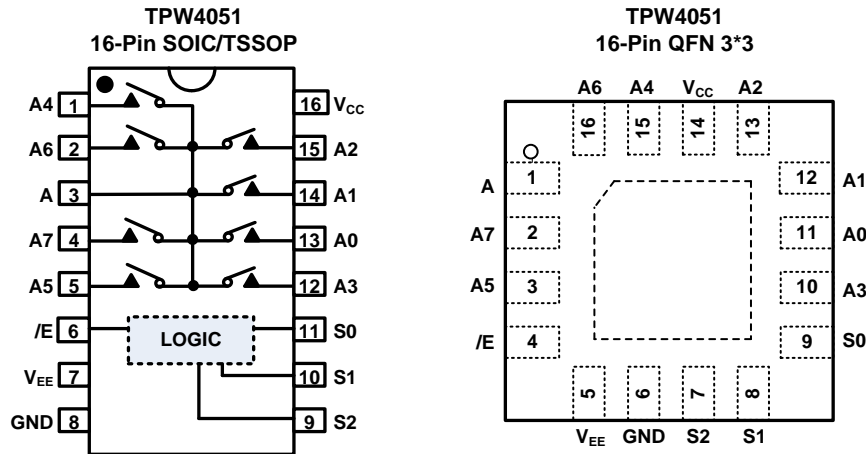 TPW4051
16-Pin SOIC/TSSOP
A4 1
16 VCC
A6 2
15 A2
A 3
14 A1
A7 4
13 A0
A5 5
12 A3
/E 6
LOGIC
11 S0
VEE 7
10 S1
GND 8
9 S2
TPW4051
16-Pin QFN 3*3
A6 A4 VCC A2
16 15 14 13
A 1
12 A1
A7 2
11 A0
A5 3
10 A3
/E 4
9 S0
5 6 7 8
VEE GND S2 S1